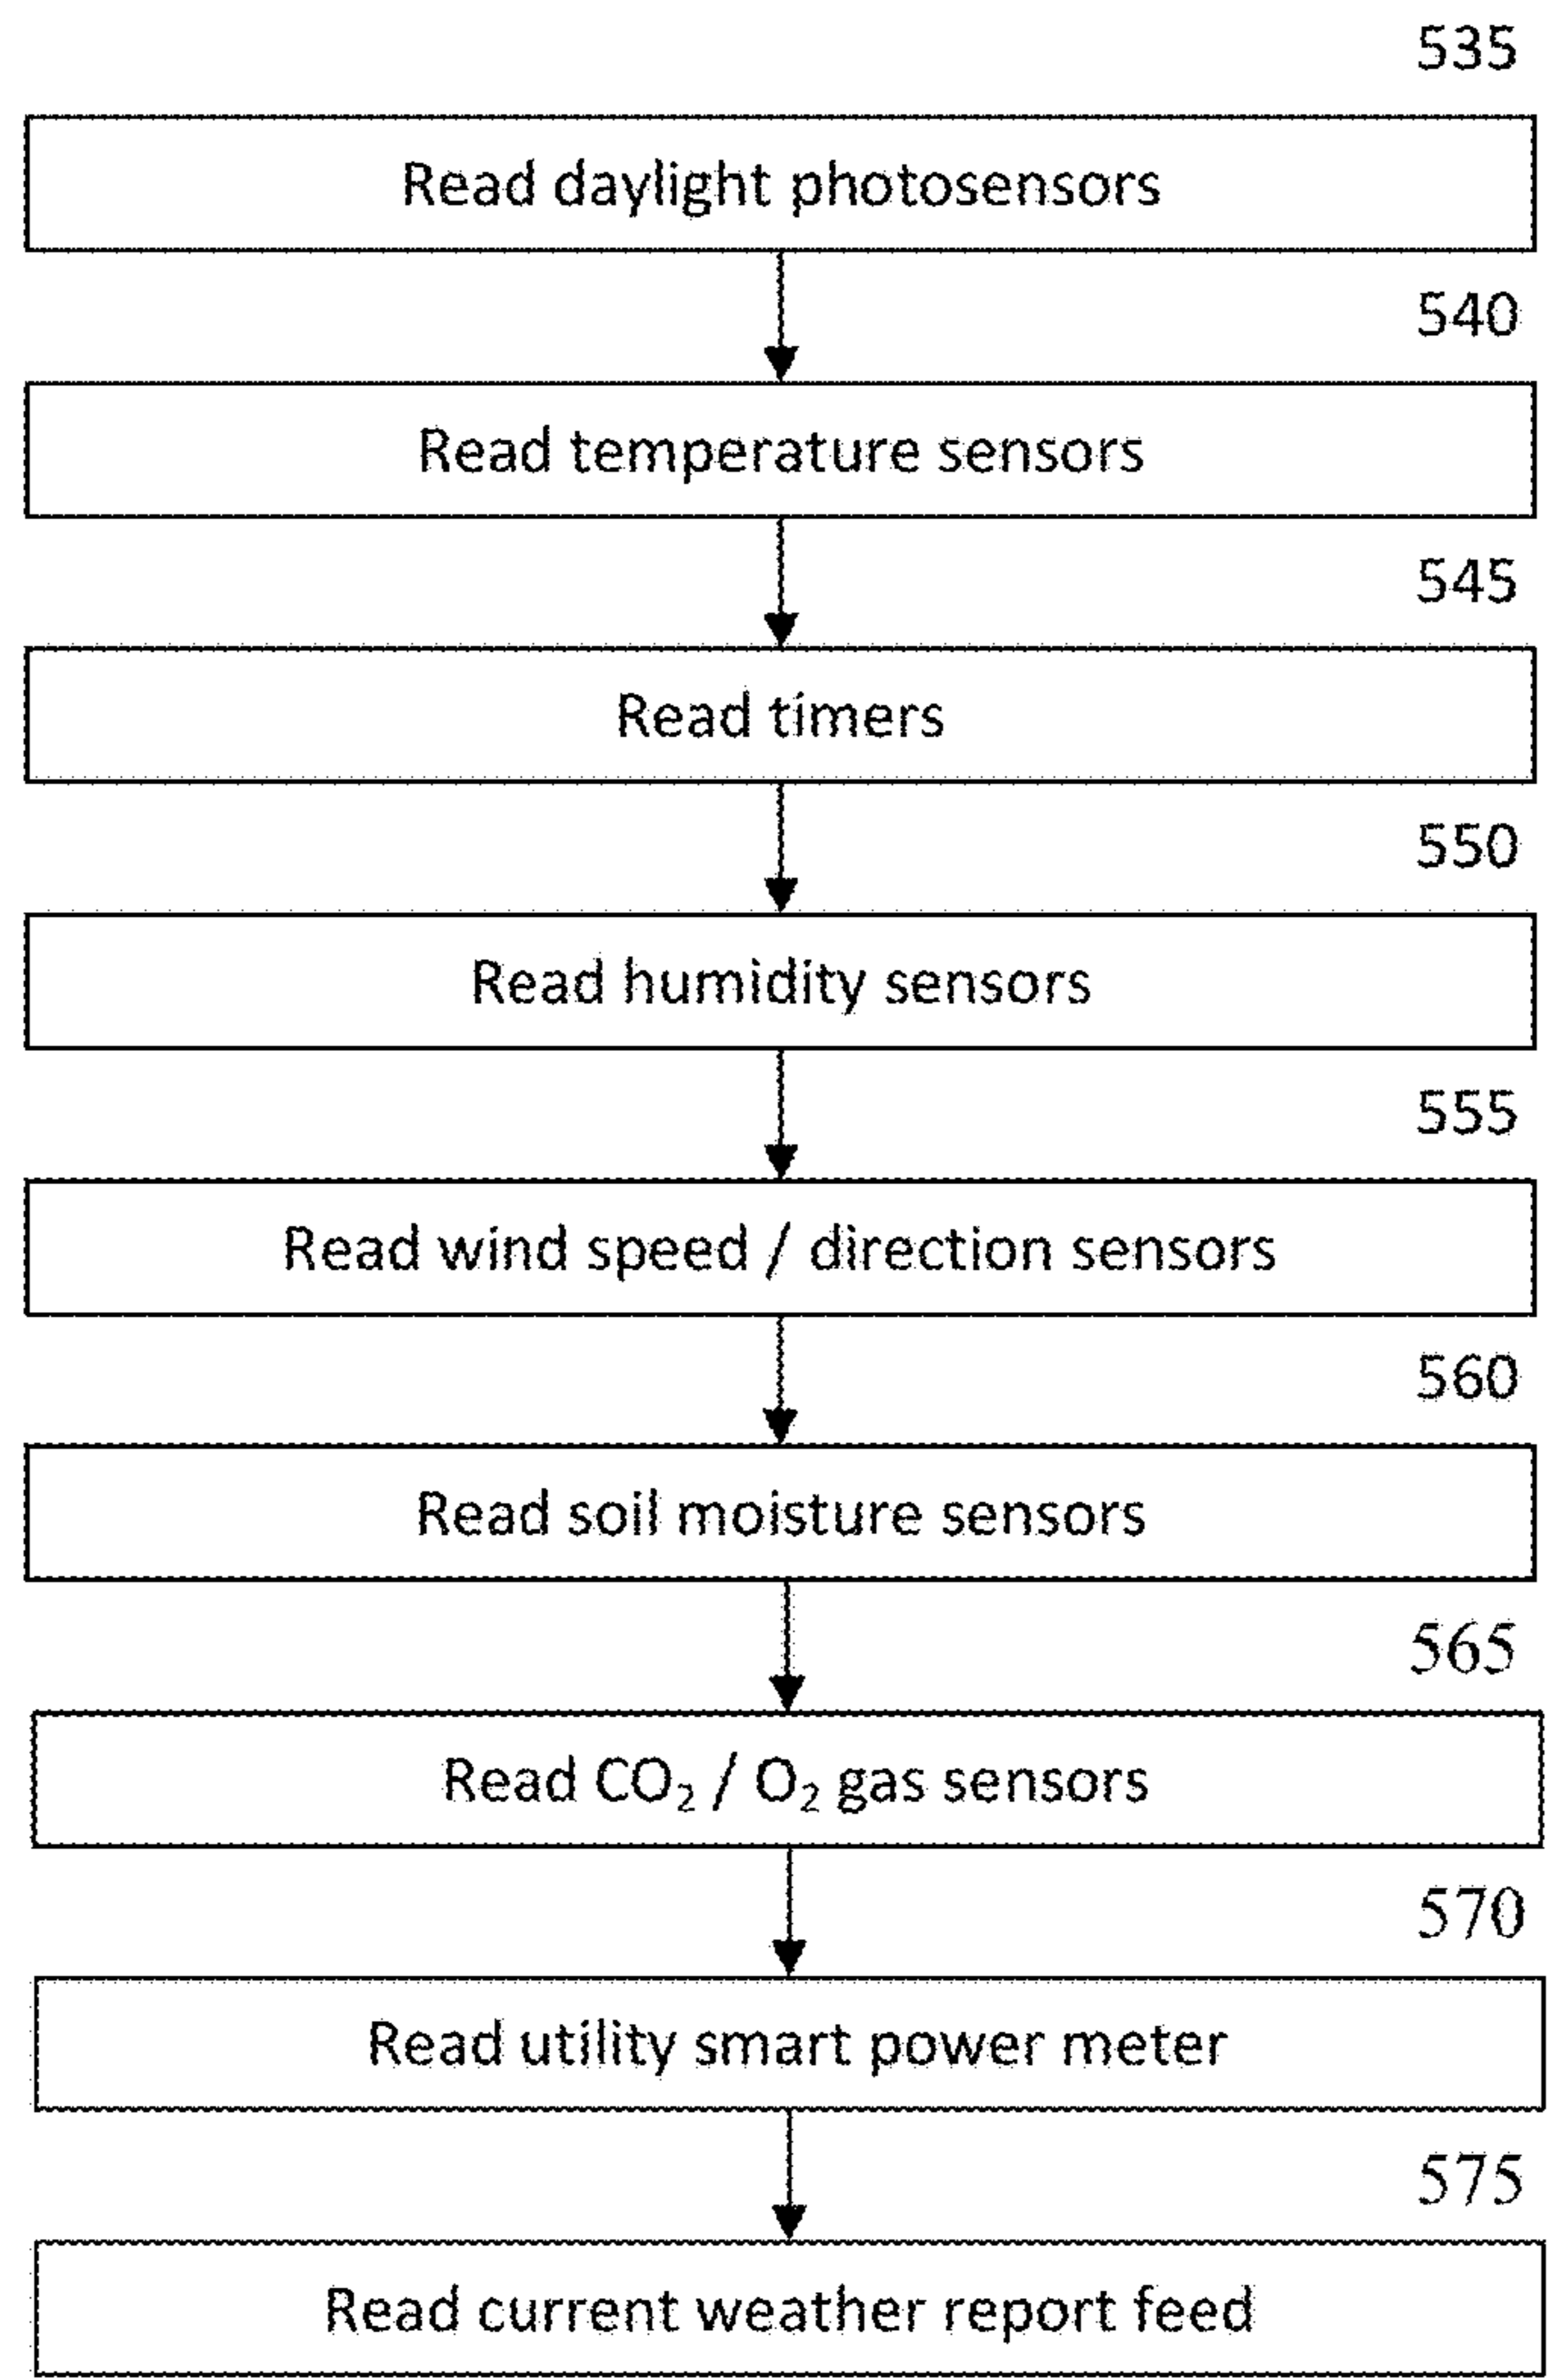 535
Read daylight photosensors
540
Read temperature sensors
545
Read timers
550
Read humidity sensors
555
Read wind speed / direction sensors
560
Read soil moisture sensors
565
Read CO₂ / O₂ gas sensors
570
Read utility smart power meter
575
Read current weather report feed